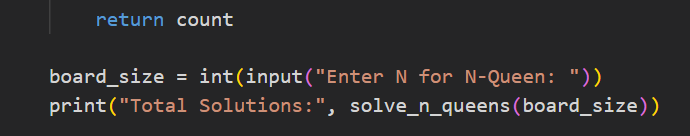 return count
board_size = int(input("Enter N for N-Queen: "))
print("Total Solutions:", solve_n_queens(board_size))